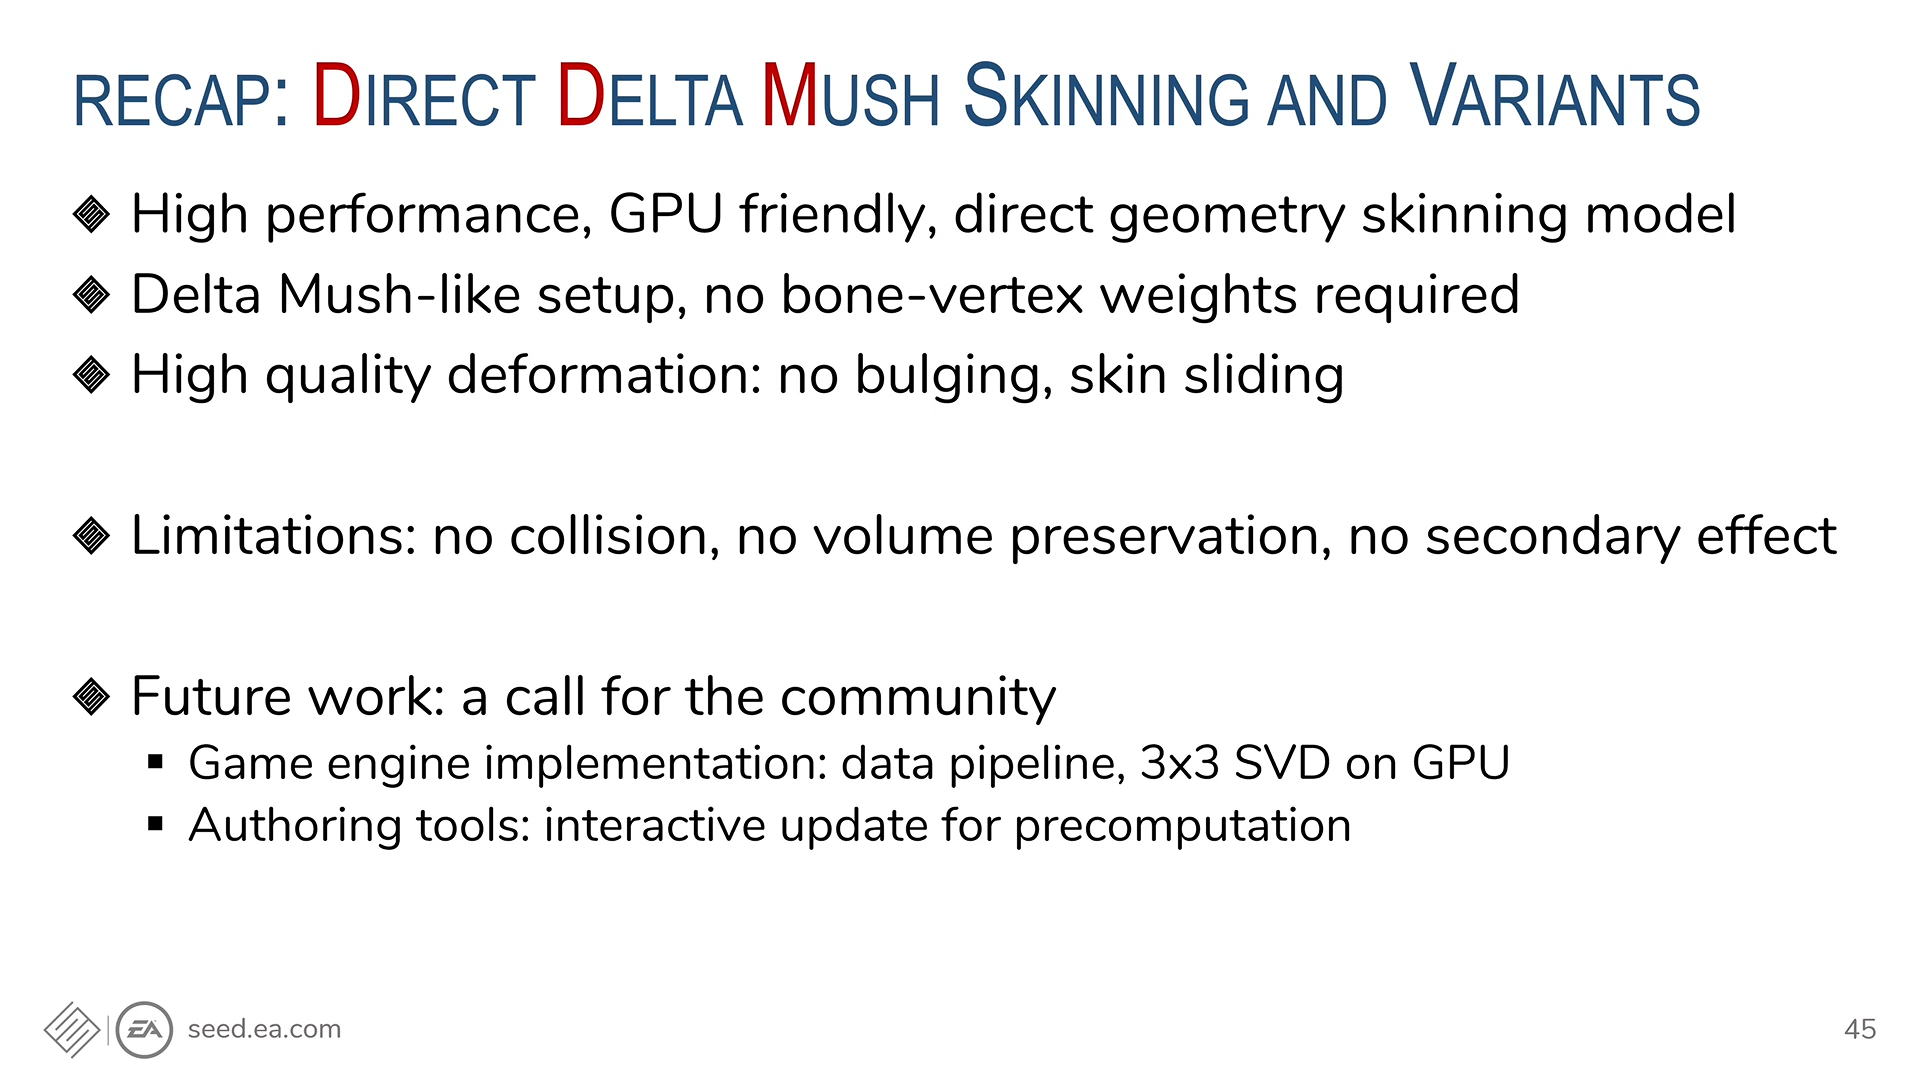 RECAP: DIRECT DELTA MUSH SKINNING AND VARIANTS
High performance, GPU friendly, direct geometry skinning model
Delta Mush-like setup, no bone-vertex weights required
High quality deformation: no bulging, skin sliding
Limitations: no collision, no volume preservation, no secondary effect
Future work: a call for the community
Game engine implementation: data pipeline, 3x3 SVD on GPU
Authoring tools: interactive update for precomputation
EA seed.ea.com
45